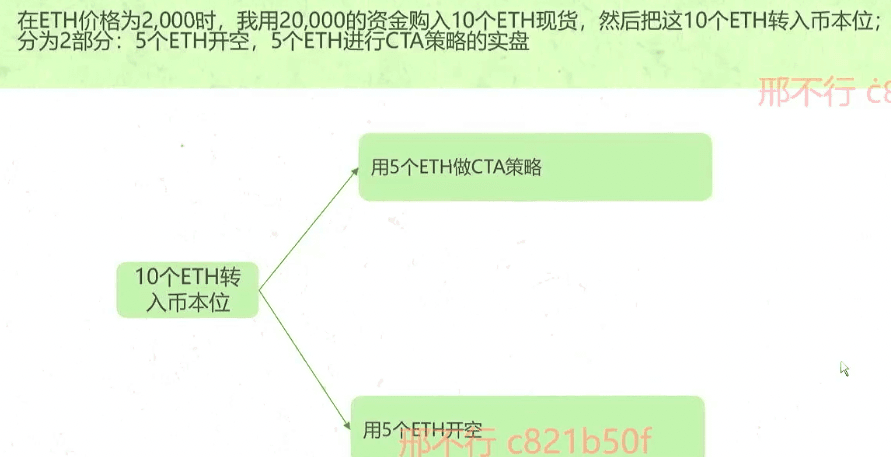 在ETH价格为2,000时，我用20,000的资金购入10个ETH现货，然后把这10个ETH转入币本位；
分为2部分：5个ETH开空，5个ETH进行CTA策略的实盘
邢不行 c8
用5个ETH做CTA策略
10个ETH转
入币本位
用5个ETH开空
邢不行 c821b50f